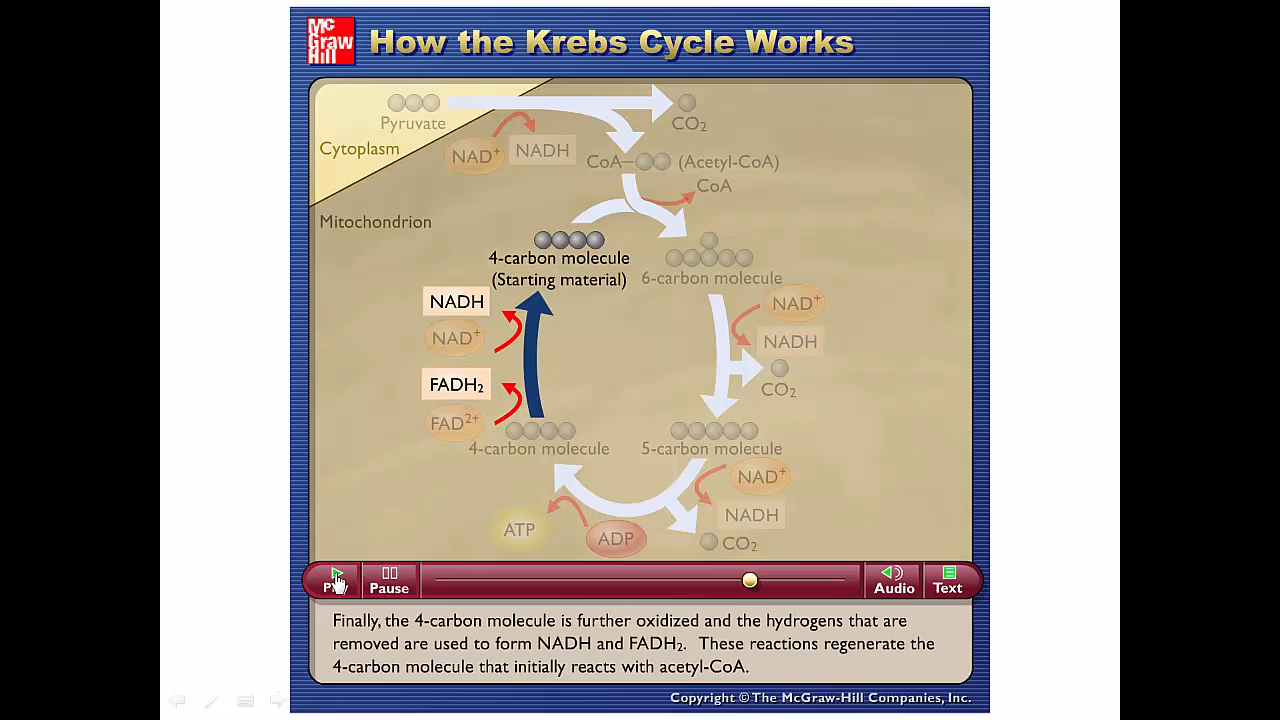 Mc
Graw
Hill
How the Krebs Cycle Works
Pyruvate
CO₂
Cytoplasm
NAD⁺
NADH
CoA
(Acetyl-CoA)
CoA
Mitochondrion
4-carbon molecule
(Starting material)
6-carbon molecule
NADH
NAD⁺
NAD⁺
NADH
FADH₂
CO₂
FAD²⁺
4-carbon molecule
5-carbon molecule
NAD⁺
NADH
ATP
ADP
CO₂
Pause
Audio
Text
Finally, the 4-carbon molecule is further oxidized and the hydrogens that are
removed are used to form NADH and FADH₂. These reactions regenerate the
4-carbon molecule that initially reacts with acetyl-CoA.
Copyright © The McGraw-Hill Companies, Inc.